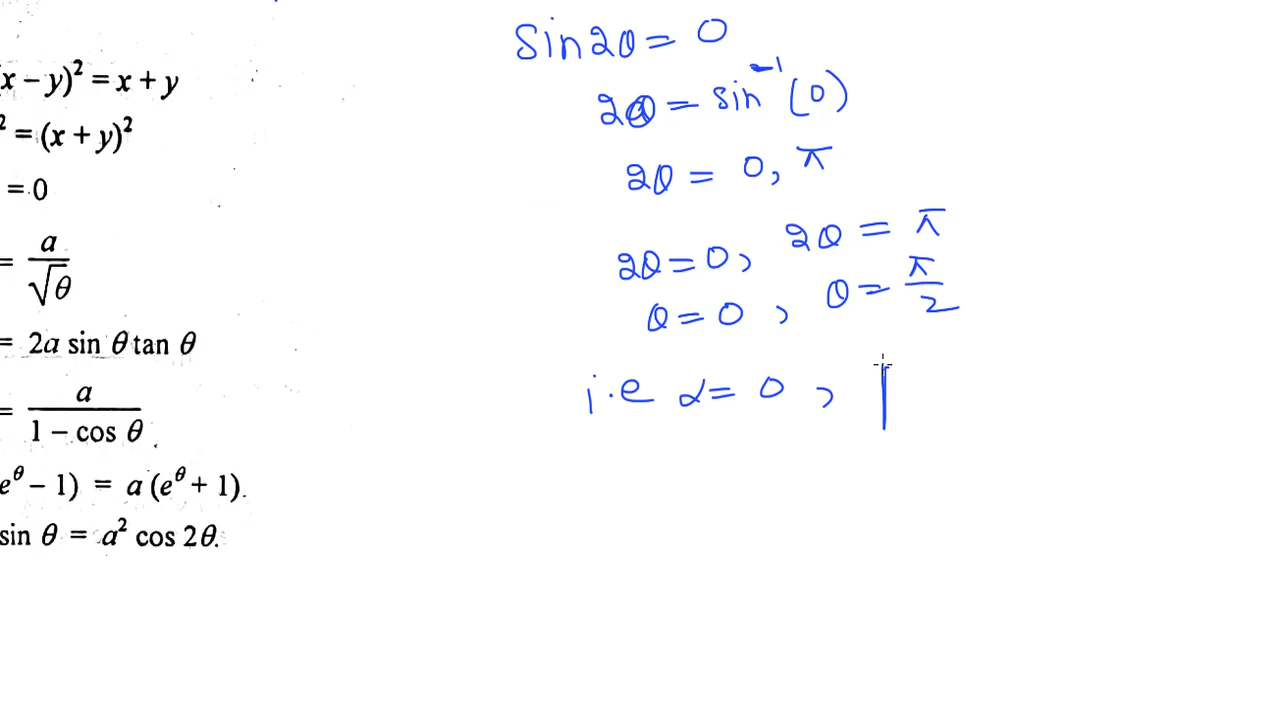 x − y)² = x + y
² = (x + y)²
= 0
= a/√θ
= 2a sin θ tan θ
= a/(1 − cos θ)
e^θ − 1) = a (e^θ + 1).
sin θ = a² cos 2θ.
Sin2θ = 0
2θ = sin⁻¹ (0)
2θ = 0, π
2θ = 0, 2θ = π
θ = 0 , θ = π/2
i.e α = 0 ,